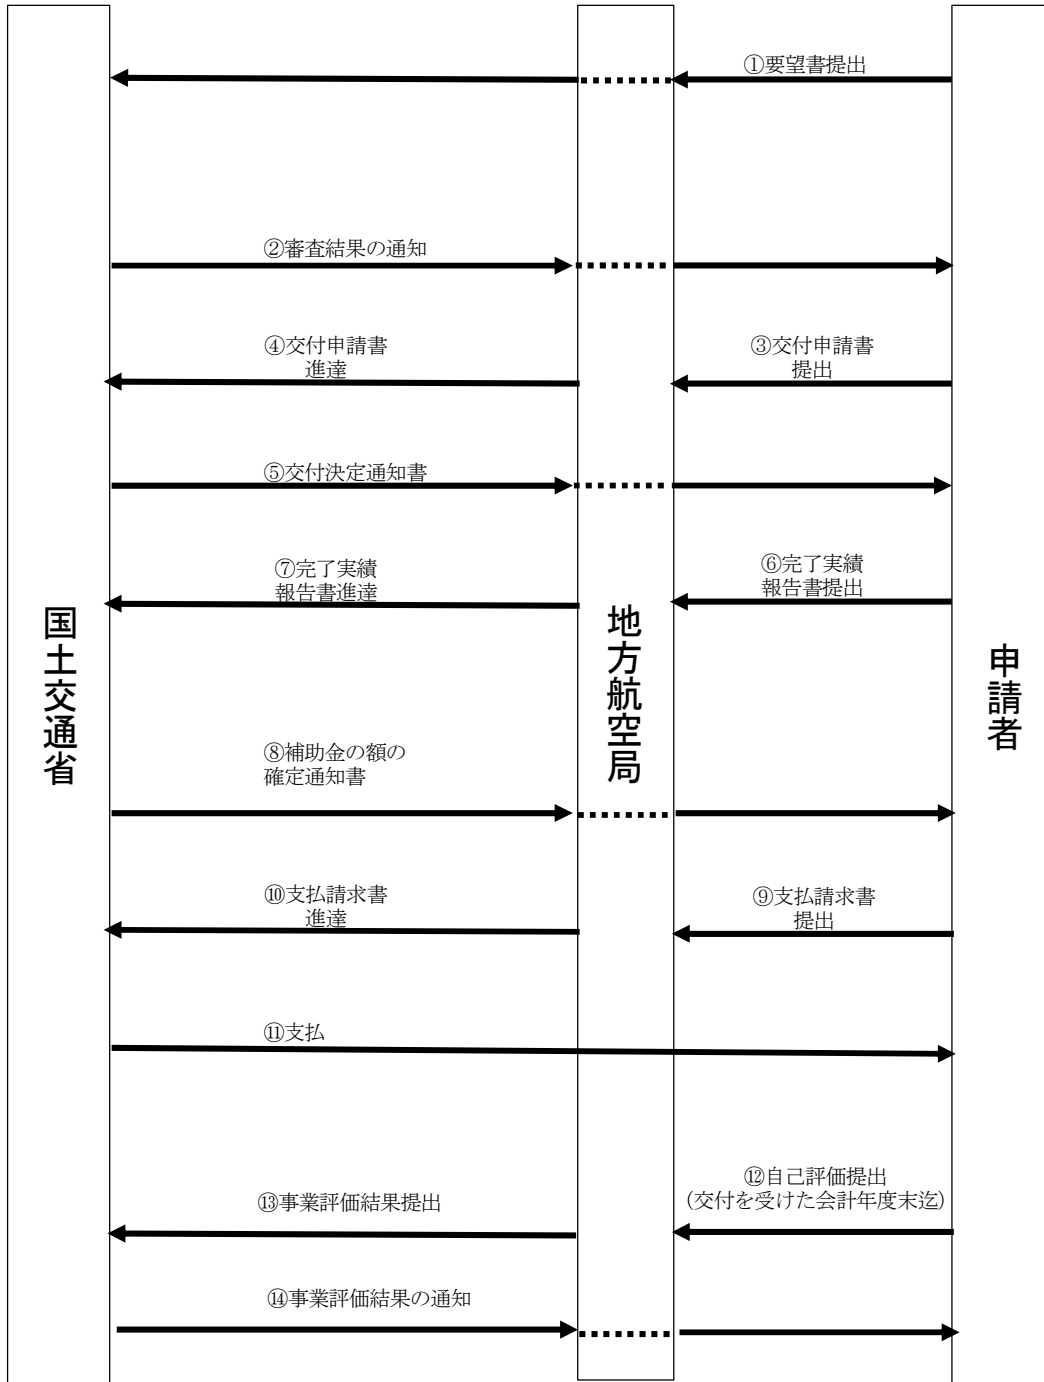 ①要望書提出
②審査結果の通知
④交付申請書
進達
③交付申請書
提出
⑤交付決定通知書
⑦完了実績
報告書進達
⑥完了実績
報告書提出
国土交通省
地方航空局
申請者
⑧補助金の額の
確定通知書
⑩支払請求書
進達
⑨支払請求書
提出
⑪支払
⑫自己評価提出
(交付を受けた会計年度末迄)
⑬事業評価結果提出
⑭事業評価結果の通知